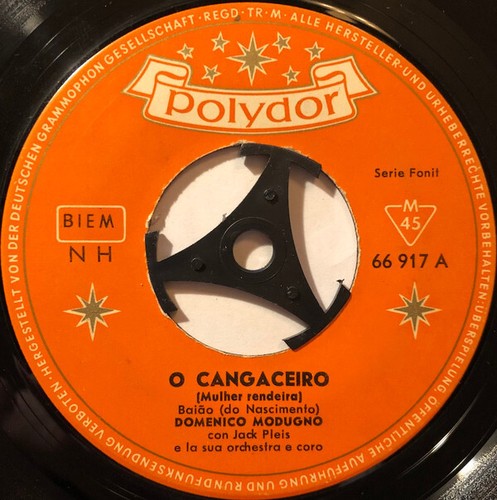 HERGESTELLT VON DER DEUTSCHEN GRAMMOPHON GESELLSCHAFT · REGD · TR · M · ALLE HERSTELLER- UND URHEBERRECHTE VORBEHALTEN · ÜBERSPIELUNG, ÖFFENTLICHE AUFFÜHRUNG UND RUNDFUNKSENDUNG VERBOTEN ·
Polydor
Serie Fonit
BIEM
NH
M
45
66 917 A
O CANGACEIRO
(Mulher rendeira)
Baião (do Nascimento)
DOMENICO MODUGNO
con Jack Pleis
e la sua orchestra e coro